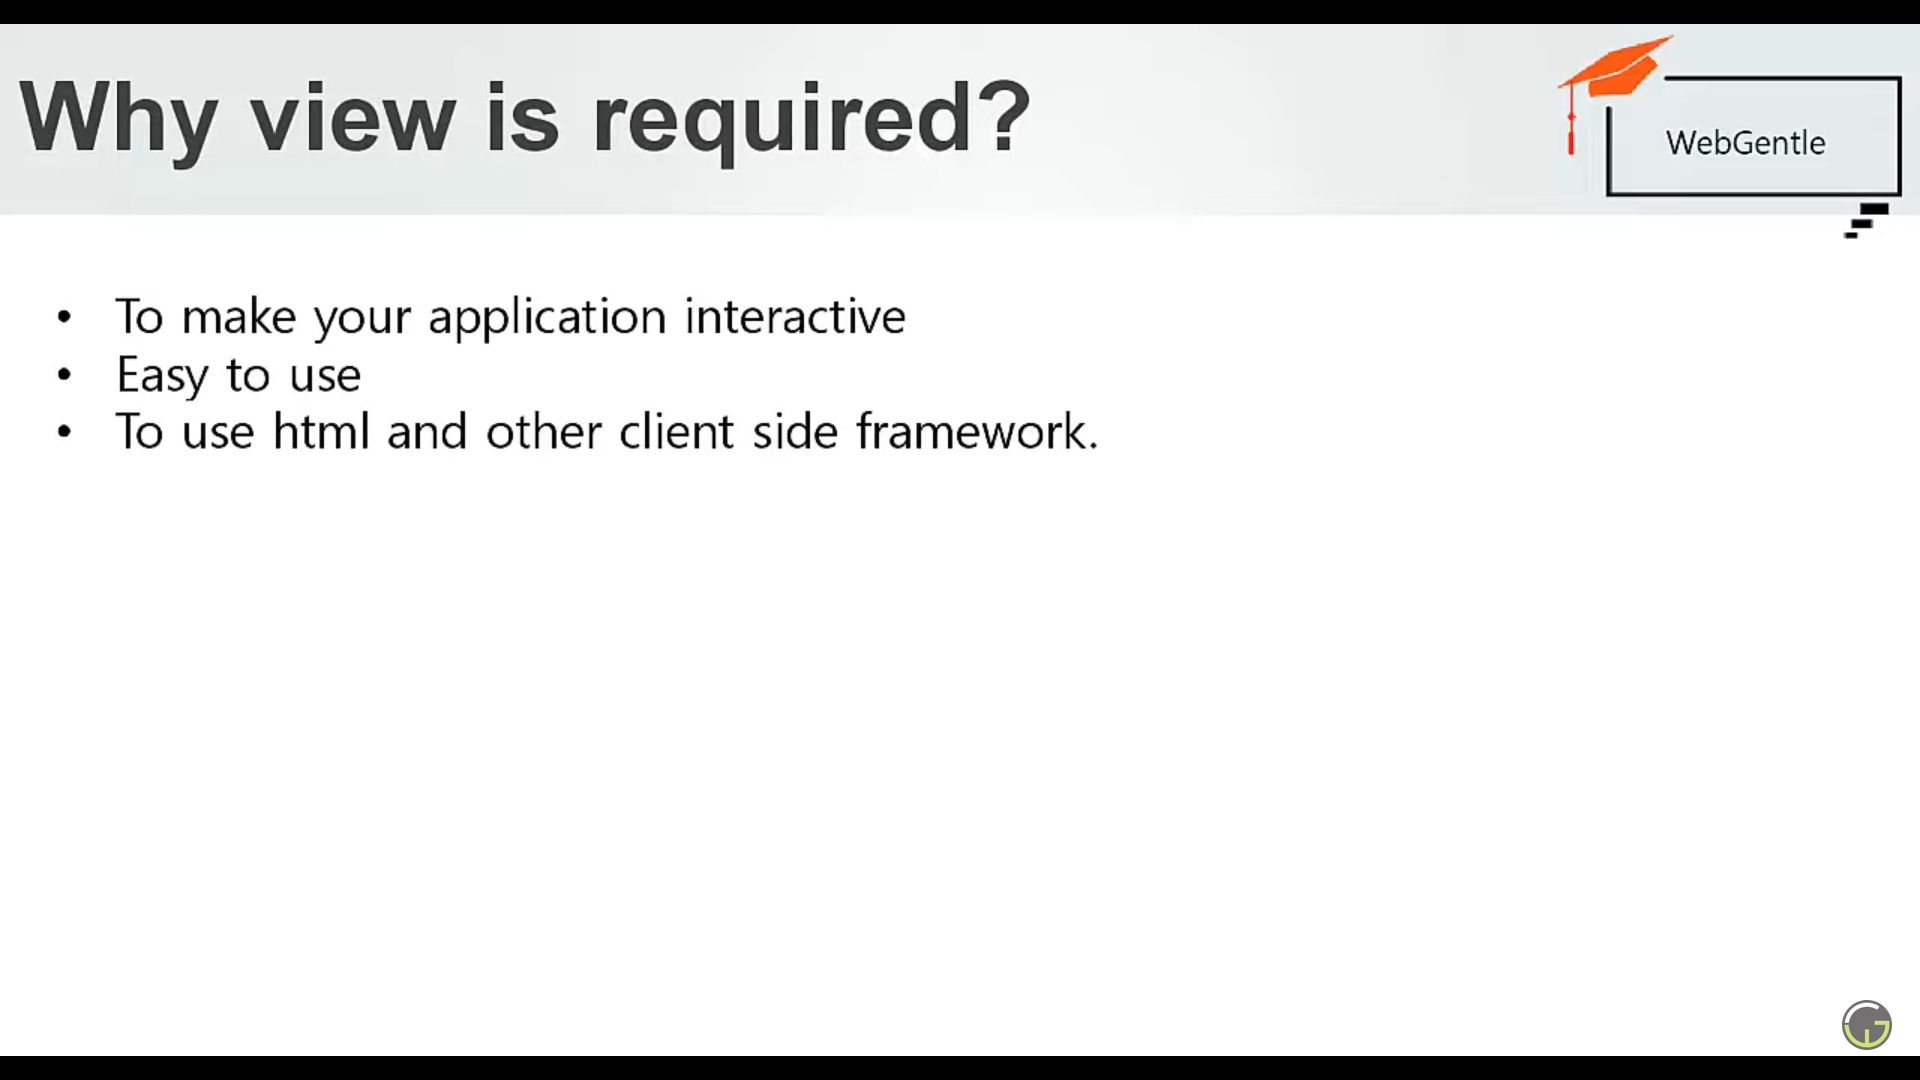 Why view is required?
WebGentle
• To make your application interactive
• Easy to use
• To use html and other client side framework.